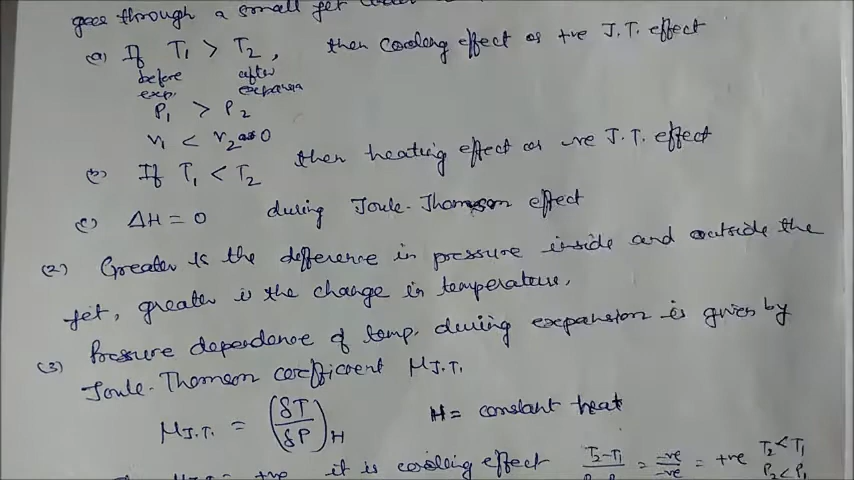 goes through a small jet
(a) If T₁ > T₂, then cooling effect or +ve J.T. effect
before exp. after expansion
P₁ > P₂
V₁ < V₂
(b) If T₁ < T₂ then heating effect or -ve J.T. effect
(c) ΔH = 0 during Joule-Thomson effect
(2) Greater is the difference in pressure inside and outside the
jet, greater is the change in temperature.
(3) Pressure dependence of temp. during expansion is given by
Joule-Thomson coefficient μJ.T.
μJ.T. = (δT/δP)H H = constant heat
+ve it is cooling effect T₂-T₁ = -ve/-ve = +ve T₂<T₁
P₂<P₁